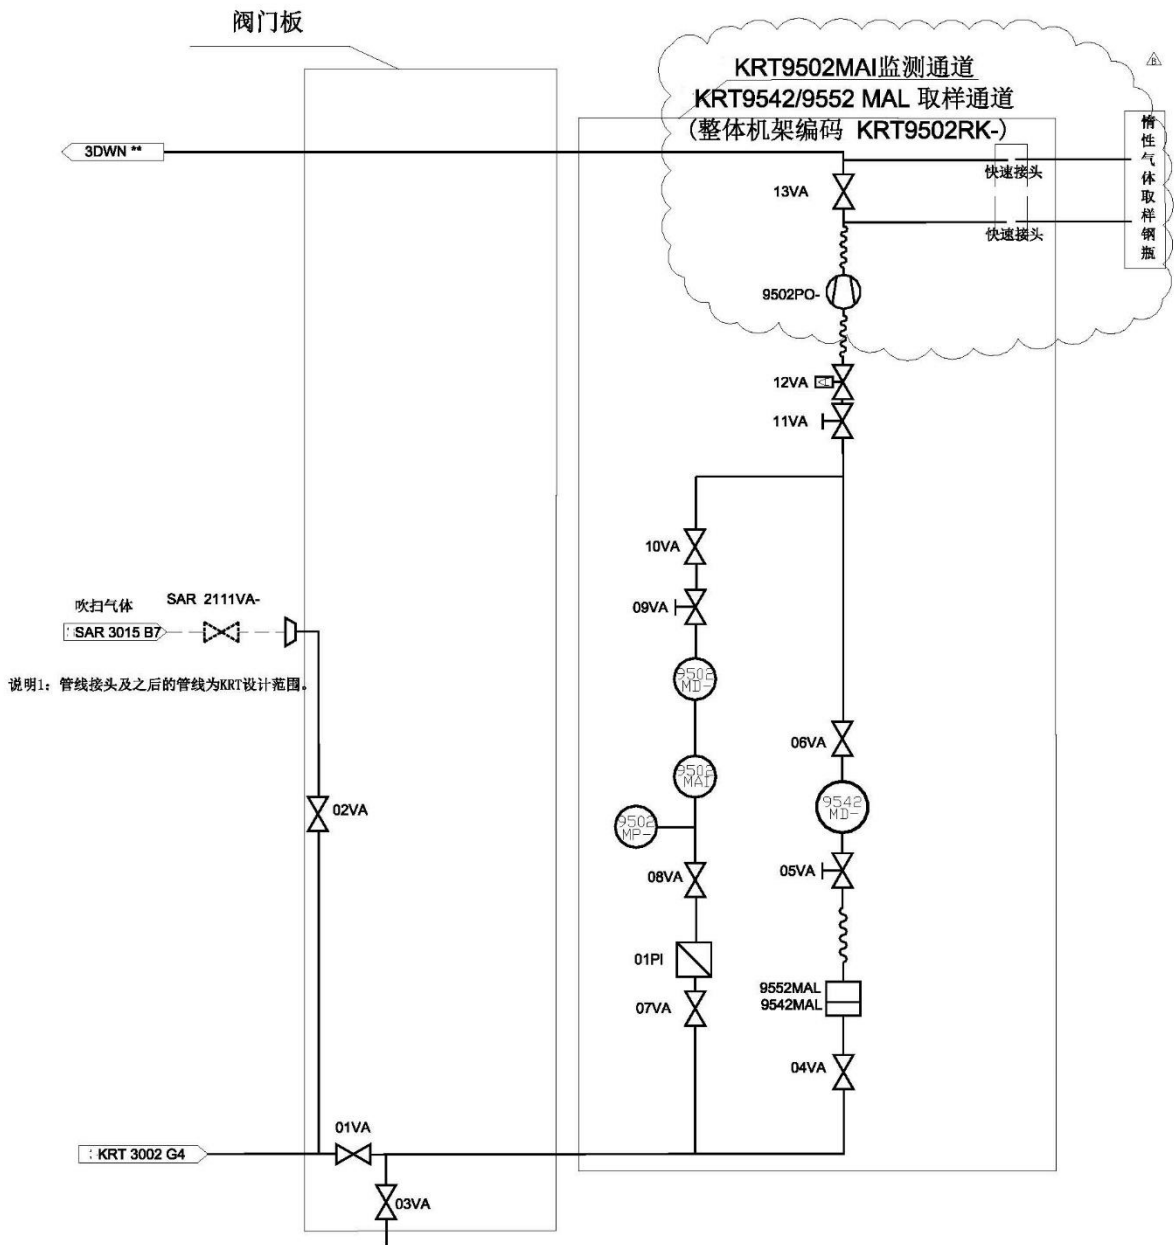 阀门板
KRT9502MAI监测通道
KRT9542/9552 MAL 取样通道
(整体机架编码 KRT9502RK-)
B
3DWN **
惰性气体取样钢瓶
快速接头
13VA
快速接头
9502PO-
12VA
11VA
10VA
吹扫气体
SAR 2111VA-
09VA
SAR 3015 B7
说明1: 管线接头及之后的管线为KRT设计范围。
9502
MD-
06VA
9502
MAI
02VA
9542
MD-
9502
MP-
08VA
05VA
01PI
9552MAL
9542MAL
07VA
04VA
01VA
KRT 3002 G4
03VA